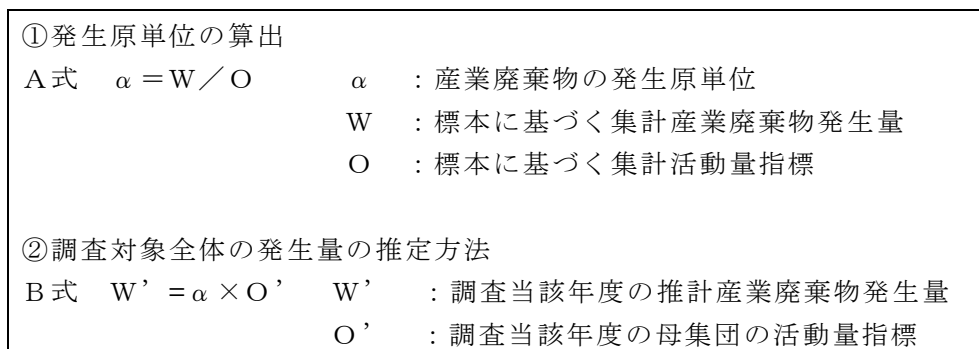 ①発生原単位の算出
A式　α＝W／O　　α　：産業廃棄物の発生原単位
W　：標本に基づく集計産業廃棄物発生量
O　：標本に基づく集計活動量指標
②調査対象全体の発生量の推定方法
B式　W’＝α×O’　W’　：調査当該年度の推計産業廃棄物発生量
O’　：調査当該年度の母集団の活動量指標